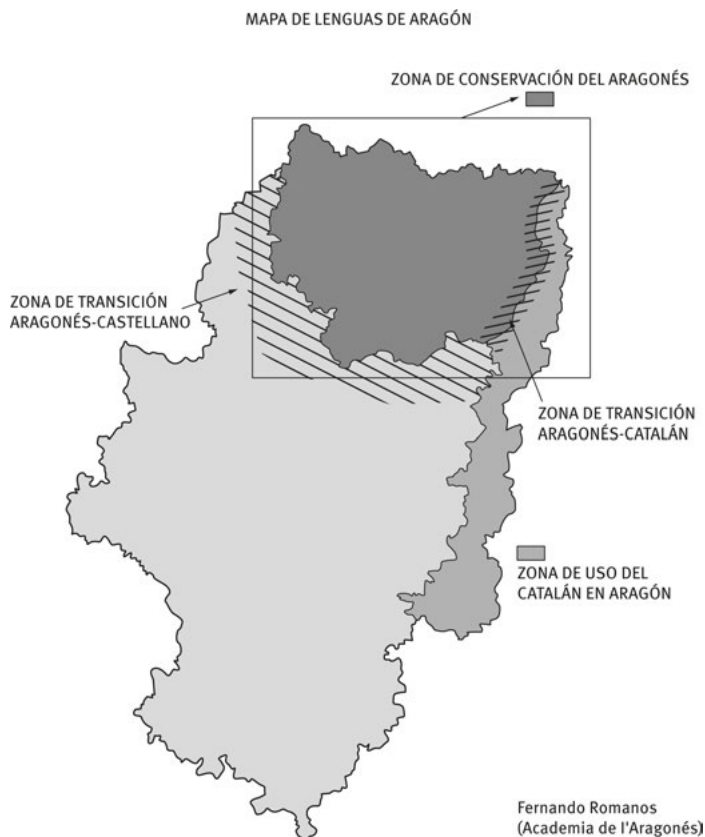 MAPA DE LENGUAS DE ARAGÓN
ZONA DE CONSERVACIÓN DEL ARAGONÉS
ZONA DE TRANSICIÓN
ARAGONÉS-CASTELLANO
ZONA DE TRANSICIÓN
ARAGONÉS-CATALÁN
ZONA DE USO DEL
CATALÁN EN ARAGÓN
Fernando Romanos
(Academia de l'Aragonés)